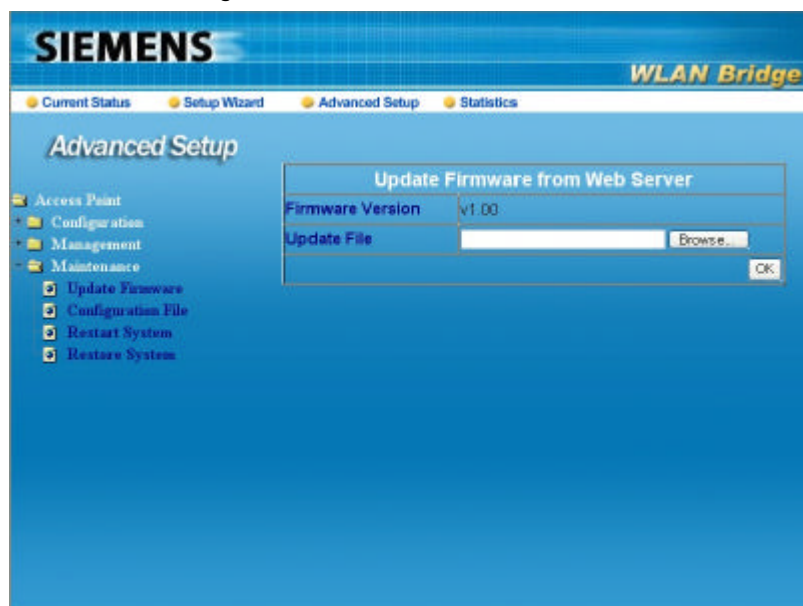 SIEMENS
WLAN Bridge
Current Status Setup Wizard Advanced Setup Statistics
Advanced Setup
Update Firmware from Web Server
Access Point
Firmware Version v1.00
Configuration
Update File Browse...
Management
OK
Maintenance
Update Firmware
Configuration File
Restart System
Restore System